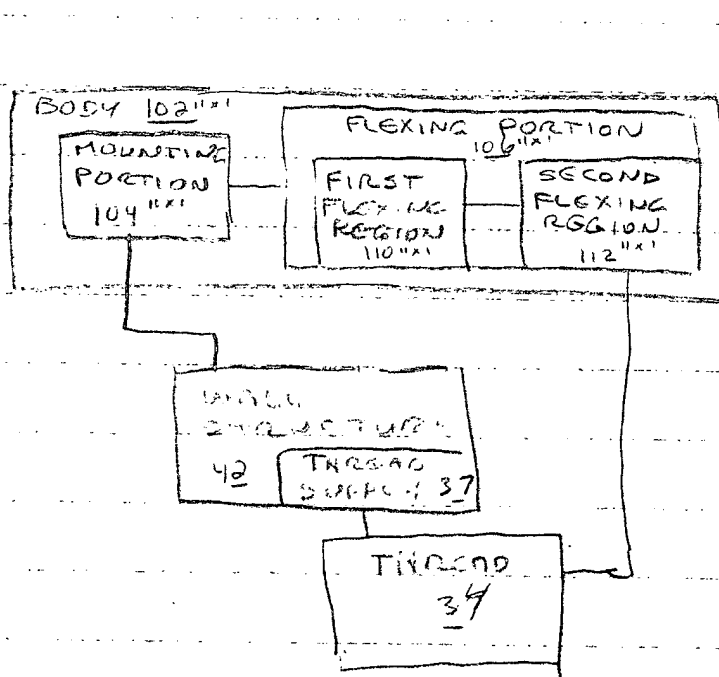 BODY 102"x'
FLEXING PORTION
106"x'
MOUNTING
PORTION
104"x'
FIRST
FLEXING
REGION
110"x'
SECOND
FLEXING
REGION
112"x'
WALL
STRUCTURE
42
THREAD
SUPPLY 37
THREAD
34